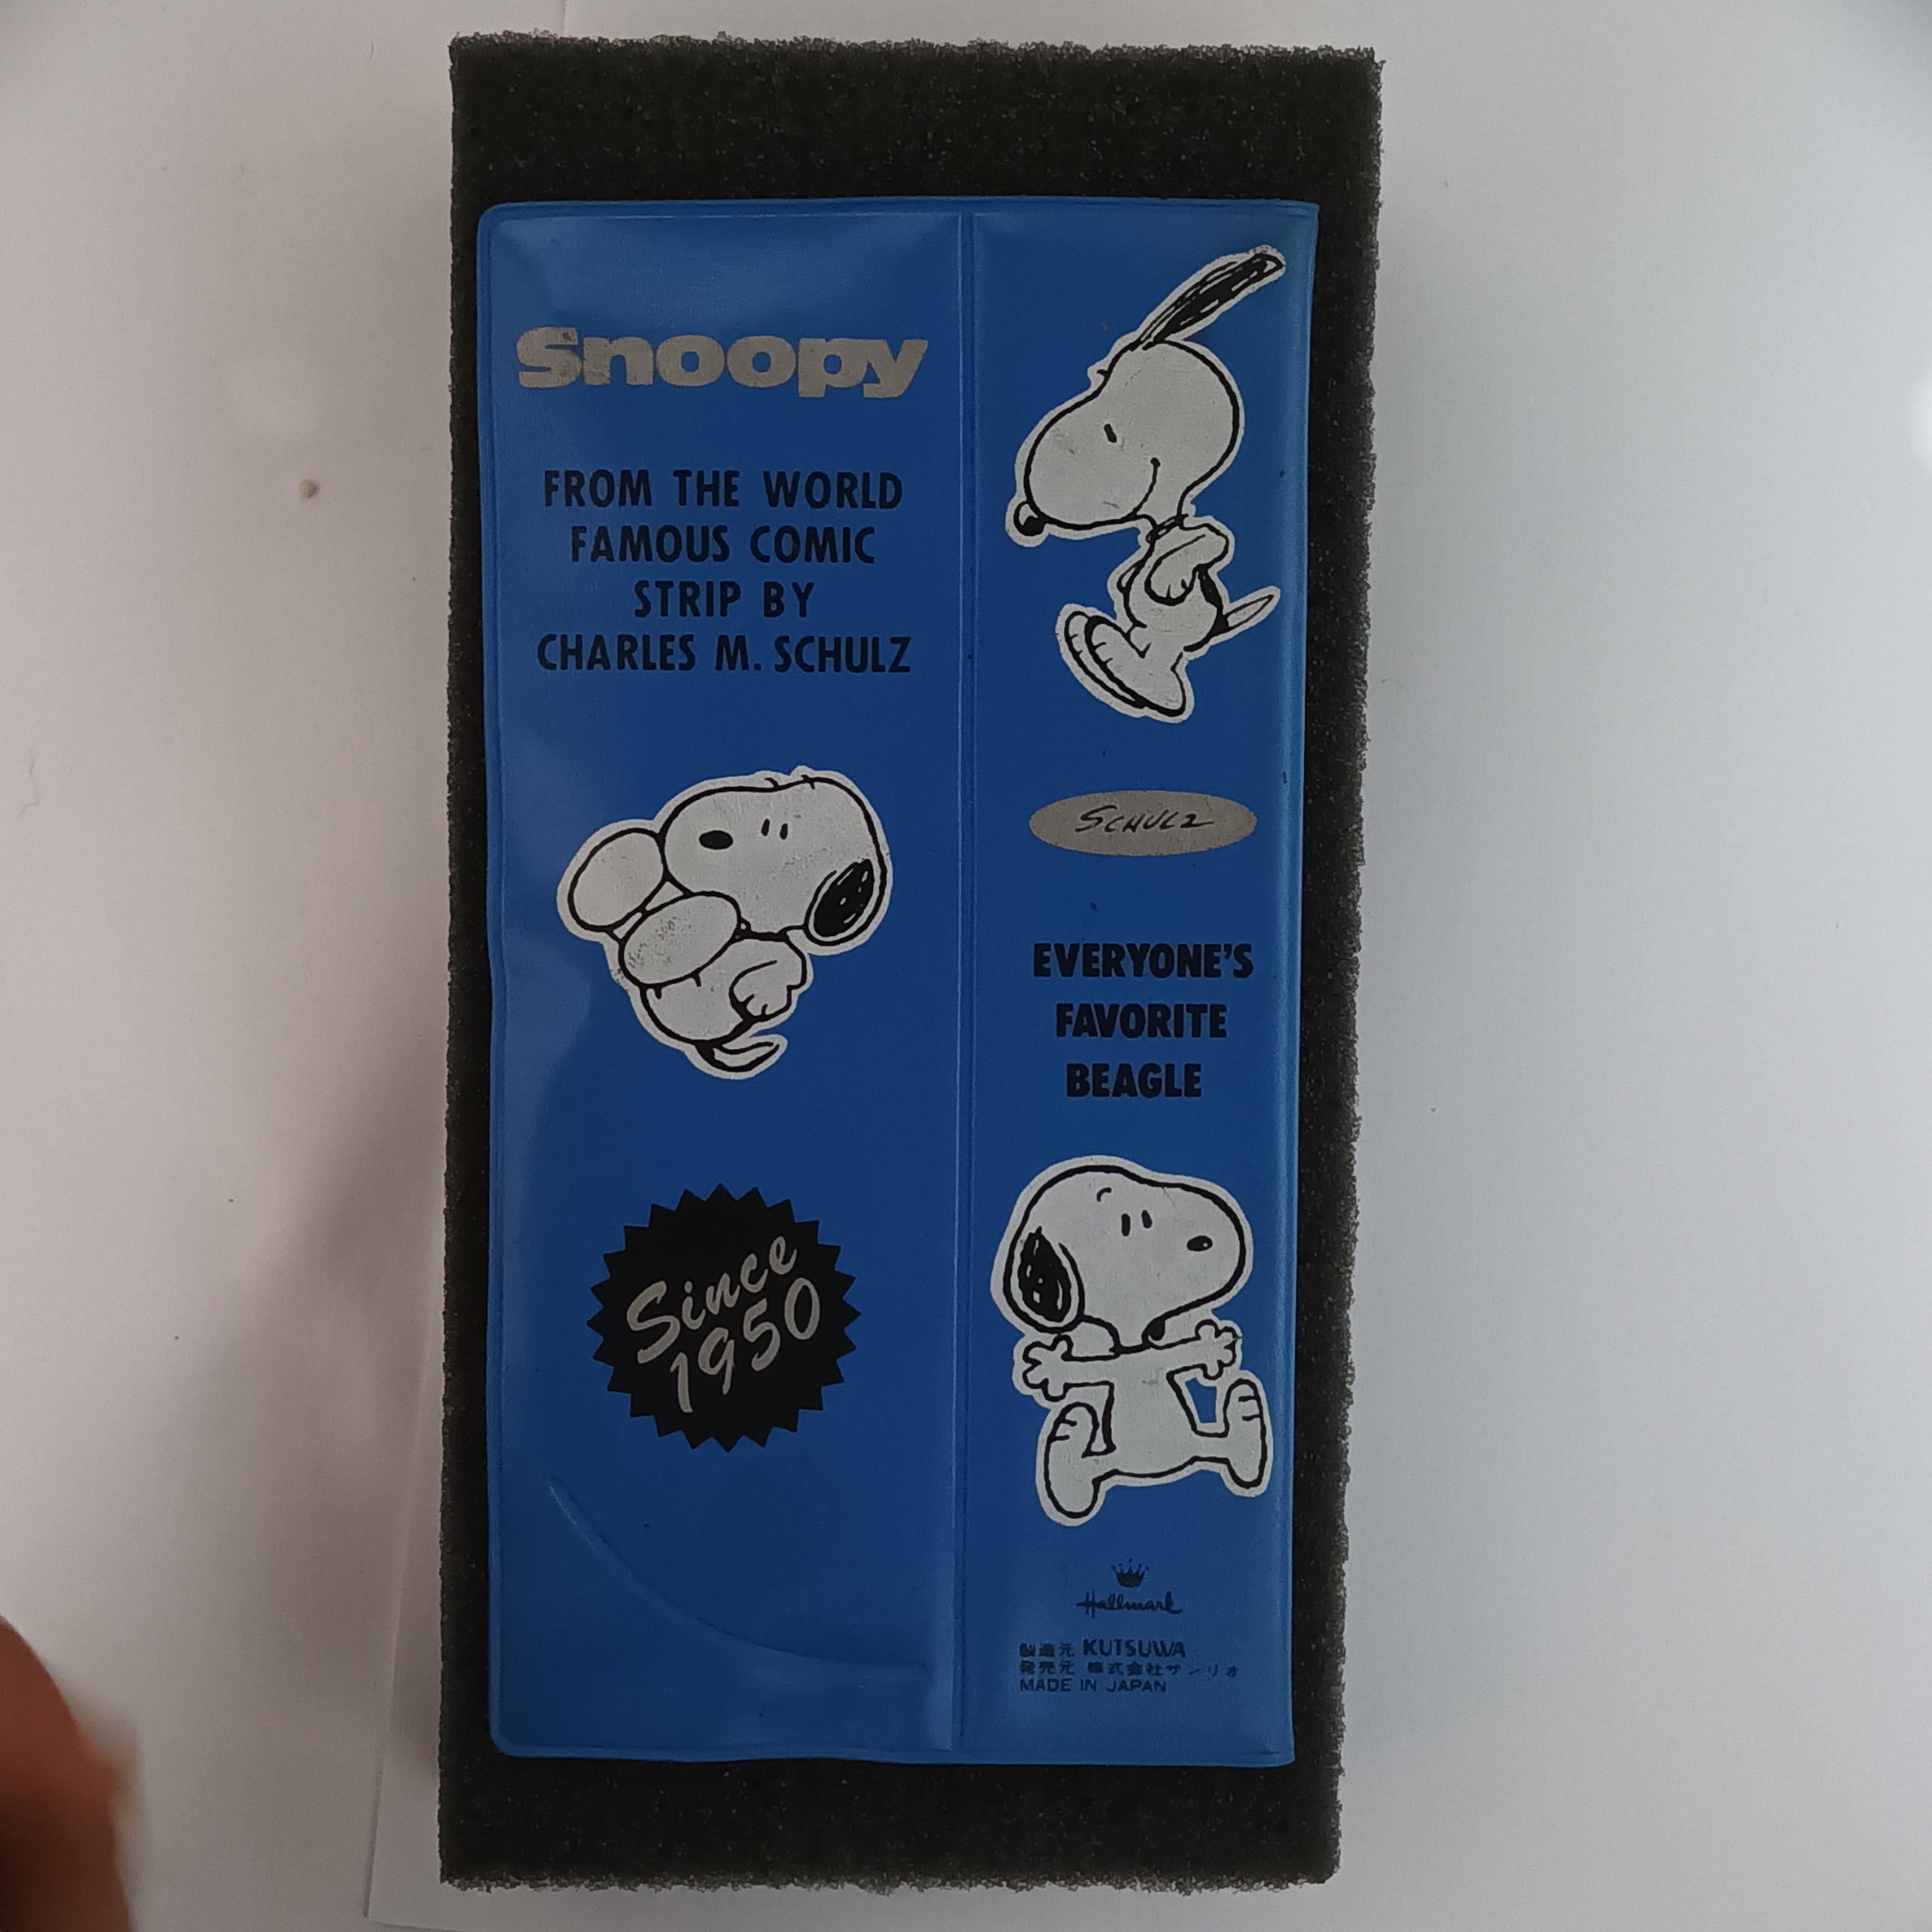 Snoopy
FROM THE WORLD
FAMOUS COMIC
STRIP BY
CHARLES M. SCHULZ
Since
1950
SCHULZ
EVERYONE'S
FAVORITE
BEAGLE
Hallmark
製造元 KUTSUWA
発売元 株式会社サンリオ
MADE IN JAPAN